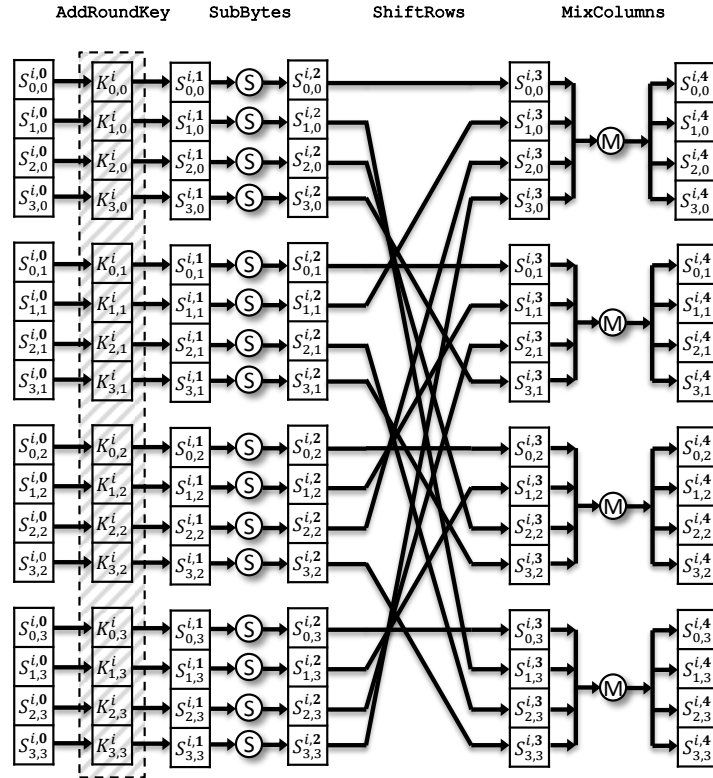 AddRoundKey SubBytes ShiftRows MixColumns
S^{i,0}_{0,0} K^i_{0,0} S^{i,1}_{0,0} S S^{i,2}_{0,0} S^{i,3}_{0,0} S^{i,4}_{0,0}
S^{i,0}_{1,0} K^i_{1,0} S^{i,1}_{1,0} S S^{i,2}_{1,0} S^{i,3}_{1,0} M S^{i,4}_{1,0}
S^{i,0}_{2,0} K^i_{2,0} S^{i,1}_{2,0} S S^{i,2}_{2,0} S^{i,3}_{2,0} S^{i,4}_{2,0}
S^{i,0}_{3,0} K^i_{3,0} S^{i,1}_{3,0} S S^{i,2}_{3,0} S^{i,3}_{3,0} S^{i,4}_{3,0}
S^{i,0}_{0,1} K^i_{0,1} S^{i,1}_{0,1} S S^{i,2}_{0,1} S^{i,3}_{0,1} S^{i,4}_{0,1}
S^{i,0}_{1,1} K^i_{1,1} S^{i,1}_{1,1} S S^{i,2}_{1,1} S^{i,3}_{1,1} M S^{i,4}_{1,1}
S^{i,0}_{2,1} K^i_{2,1} S^{i,1}_{2,1} S S^{i,2}_{2,1} S^{i,3}_{2,1} S^{i,4}_{2,1}
S^{i,0}_{3,1} K^i_{3,1} S^{i,1}_{3,1} S S^{i,2}_{3,1} S^{i,3}_{3,1} S^{i,4}_{3,1}
S^{i,0}_{0,2} K^i_{0,2} S^{i,1}_{0,2} S S^{i,2}_{0,2} S^{i,3}_{0,2} S^{i,4}_{0,2}
S^{i,0}_{1,2} K^i_{1,2} S^{i,1}_{1,2} S S^{i,2}_{1,2} S^{i,3}_{1,2} M S^{i,4}_{1,2}
S^{i,0}_{2,2} K^i_{2,2} S^{i,1}_{2,2} S S^{i,2}_{2,2} S^{i,3}_{2,2} S^{i,4}_{2,2}
S^{i,0}_{3,2} K^i_{3,2} S^{i,1}_{3,2} S S^{i,2}_{3,2} S^{i,3}_{3,2} S^{i,4}_{3,2}
S^{i,0}_{0,3} K^i_{0,3} S^{i,1}_{0,3} S S^{i,2}_{0,3} S^{i,3}_{0,3} S^{i,4}_{0,3}
S^{i,0}_{1,3} K^i_{1,3} S^{i,1}_{1,3} S S^{i,2}_{1,3} S^{i,3}_{1,3} M S^{i,4}_{1,3}
S^{i,0}_{2,3} K^i_{2,3} S^{i,1}_{2,3} S S^{i,2}_{2,3} S^{i,3}_{2,3} S^{i,4}_{2,3}
S^{i,0}_{3,3} K^i_{3,3} S^{i,1}_{3,3} S S^{i,2}_{3,3} S^{i,3}_{3,3} S^{i,4}_{3,3}